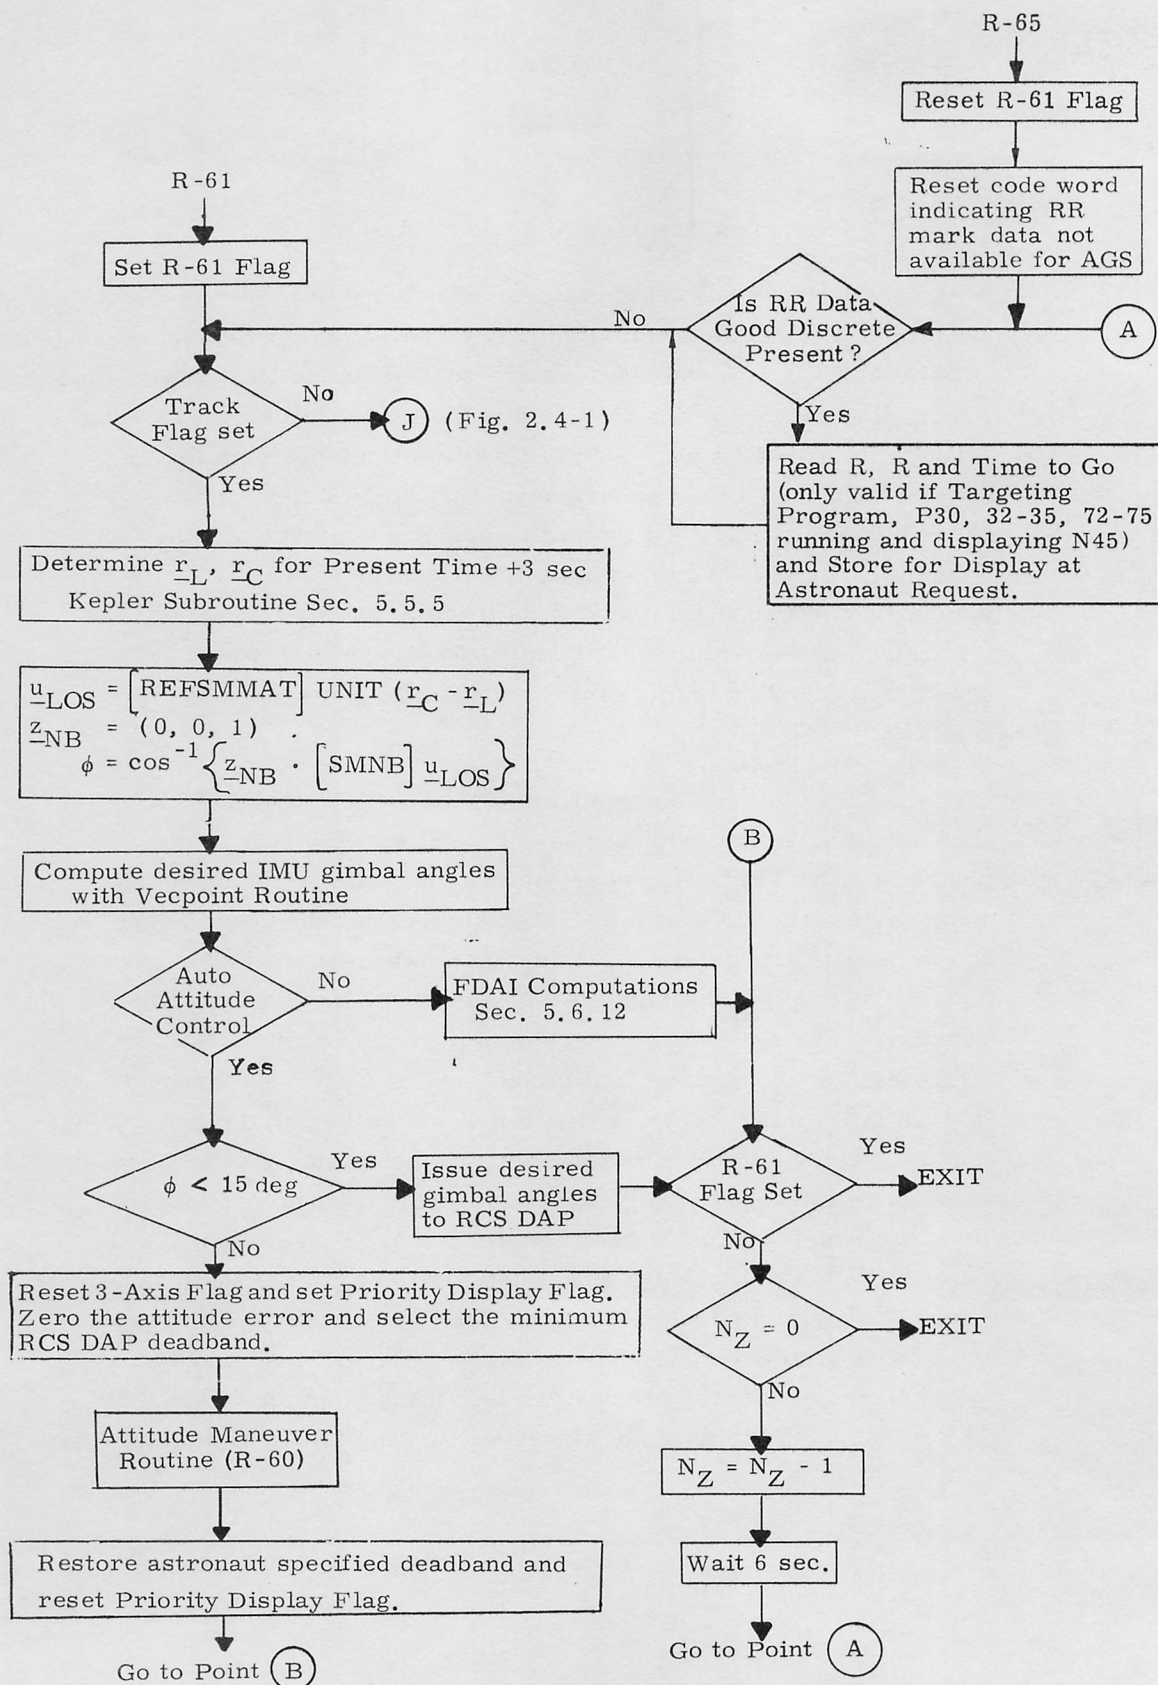 R-65
Reset R-61 Flag
Reset code word
indicating RR
mark data not
available for AGS
A
Is RR Data
Good Discrete
Present?
No
Yes
Read R, R and Time to Go
(only valid if Targeting
Program, P30, 32-35, 72-75
running and displaying N45)
and Store for Display at
Astronaut Request.
R-61
Set R-61 Flag
Track
Flag set
No
J (Fig. 2.4-1)
Yes
Determine r_L, r_C for Present Time +3 sec
Kepler Subroutine Sec. 5.5.5
u_LOS = [REFSMMAT] UNIT (r_C - r_L)
z_NB = (0, 0, 1)
ϕ = cos^-1 {z_NB · [SMNB] u_LOS}
Compute desired IMU gimbal angles
with Vecpoint Routine
Auto
Attitude
Control
No
FDAI Computations
Sec. 5.6.12
B
Yes
ϕ < 15 deg
Yes
Issue desired
gimbal angles
to RCS DAP
R-61
Flag Set
Yes
EXIT
No
No
Reset 3-Axis Flag and set Priority Display Flag.
Zero the attitude error and select the minimum
RCS DAP deadband.
N_Z = 0
Yes
EXIT
No
Attitude Maneuver
Routine (R-60)
N_Z = N_Z - 1
Restore astronaut specified deadband and
reset Priority Display Flag.
Wait 6 sec.
Go to Point B
Go to Point A